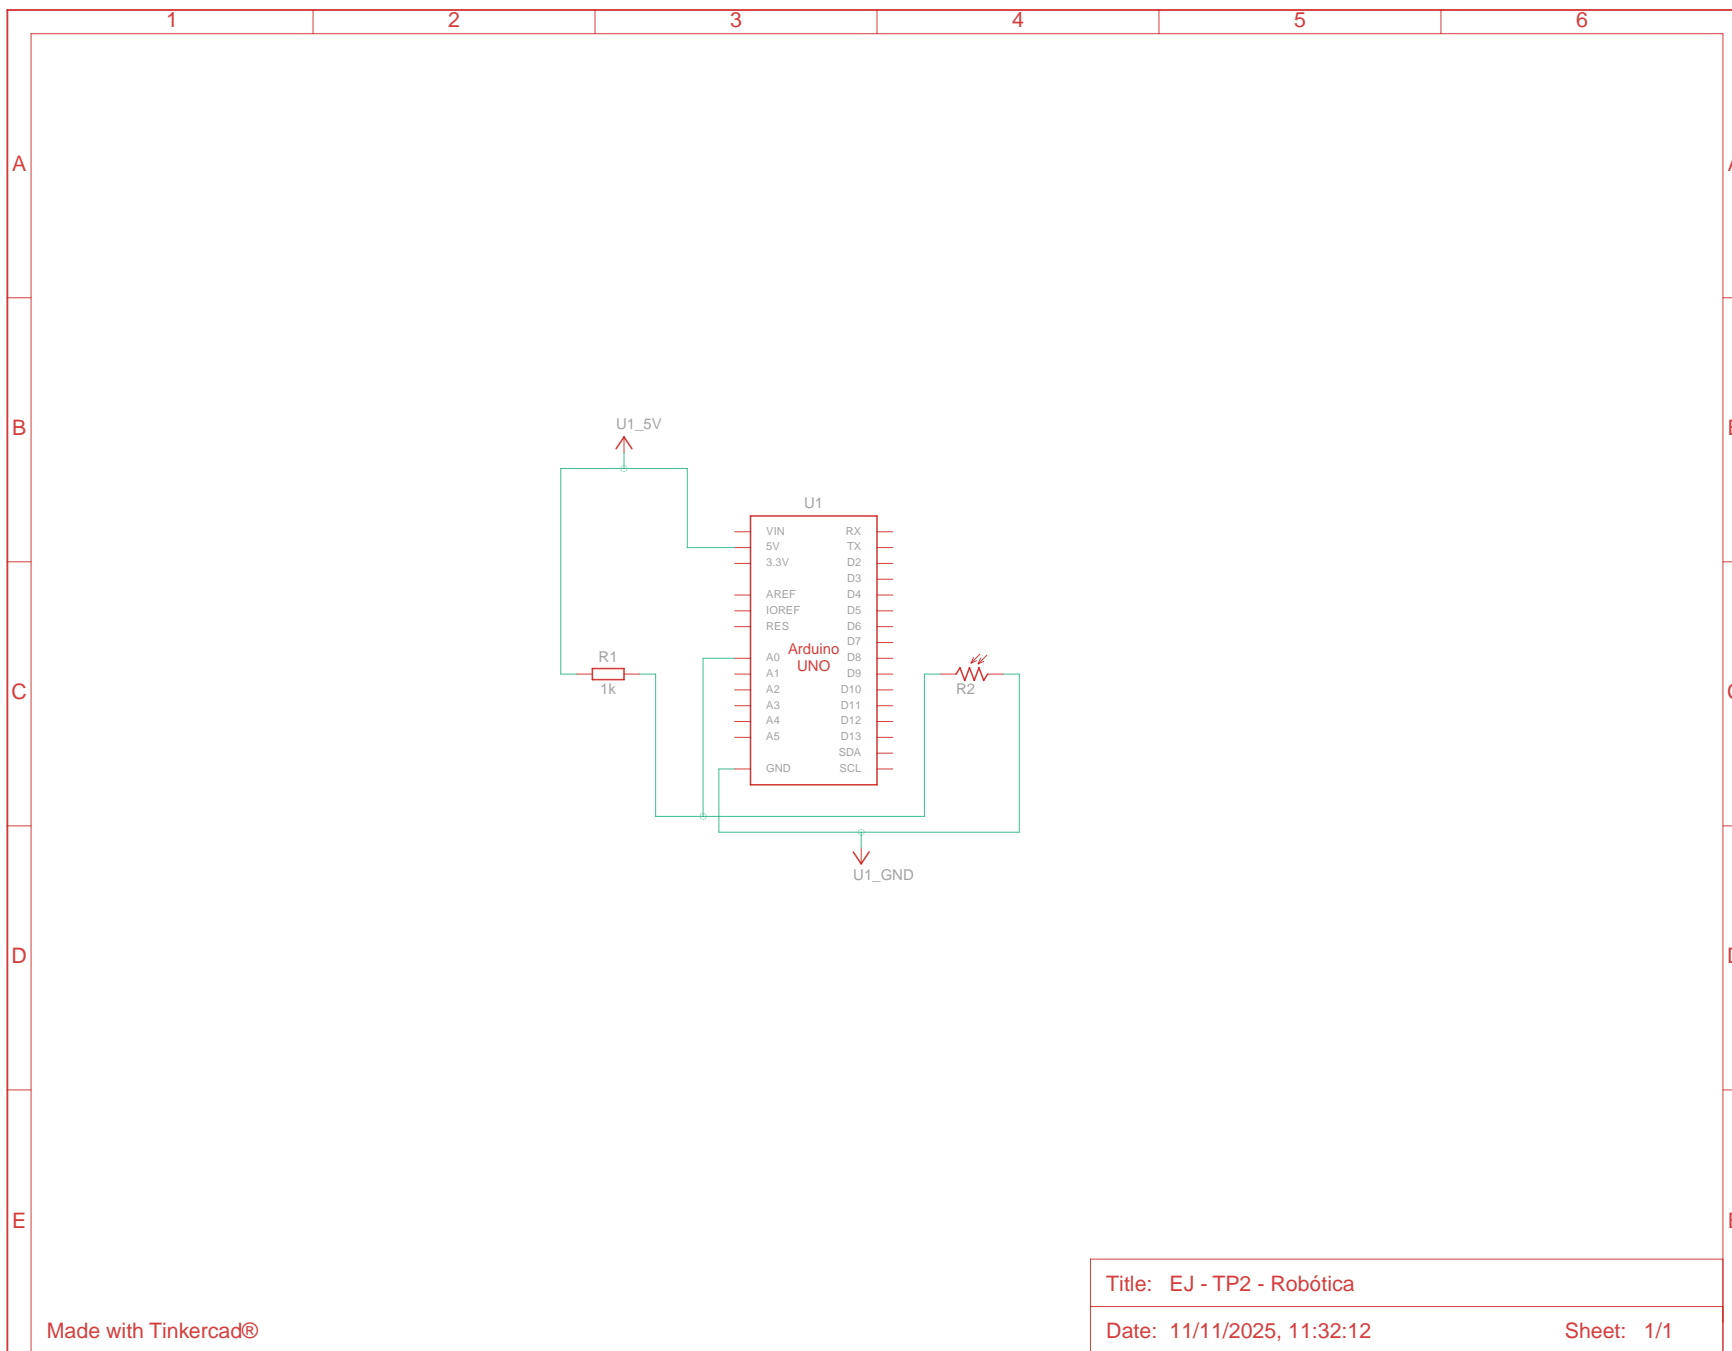 1 2 3 4 5 6
A A
B B
U1_5V
U1
VIN RX
5V TX
3.3V D2
D3
AREF D4
IOREF D5
RES D6
D7
Arduino
UNO
A0 D8
A1 D9
A2 D10
A3 D11
A4 D12
A5 D13
SDA
GND SCL
R1
1k
R2
C C
U1_GND
D D
E E
Title: EJ - TP2 - Robótica
Made with Tinkercad®
Date: 11/11/2025, 11:32:12 Sheet: 1/1